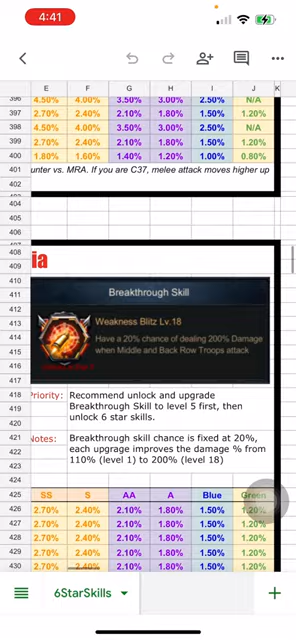 4:41
E F G H I J K
396 4.50% 4.00% 3.50% 3.00% 2.50% N/A
397 2.70% 2.40% 2.10% 1.80% 1.50% 1.20%
398 4.50% 4.00% 3.50% 3.00% 2.50% N/A
399 2.70% 2.40% 2.10% 1.80% 1.50% 1.20%
400 1.80% 1.60% 1.40% 1.20% 1.00% 0.80%
401 unter vs. MRA. If you are C37, melee attack moves higher up
402
403
404
405
406
407
408
409 ia
410
411 Breakthrough Skill
412
413 Weakness Blitz Lv.18
414 Have a 20% chance of dealing 200% Damage
415 when Middle and Back Row Troops attack
416
417
418 Priority: Recommend unlock and upgrade
419 Breakthrough Skill to level 5 first, then
420 unlock 6 star skills.
421 Notes: Breakthrough skill chance is fixed at 20%,
422 each upgrage improves the damage % from
423 110% (level 1) to 200% (level 18)
424
425 SS S AA A Blue Green
426 2.70% 2.40% 2.10% 1.80% 1.50% 1.20%
427 2.70% 2.40% 2.10% 1.80% 1.50% 1.20%
428 2.70% 2.40% 2.10% 1.80% 1.50% 1.20%
429 2.70% 2.40% 2.10% 1.80% 1.50% 1.20%
430 2.70% 2.40% 2.10% 1.80% 1.50% 1.20%
6StarSkills